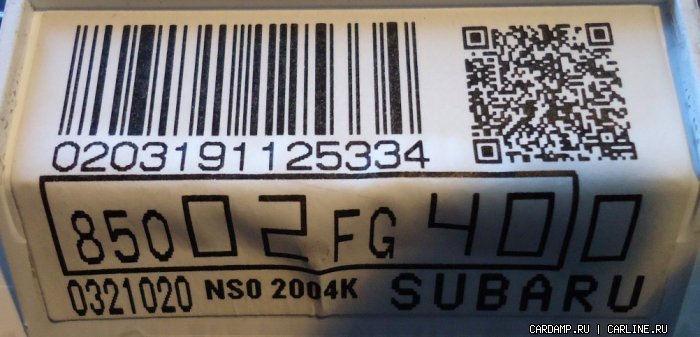 0203191125334
85002FG400
0321020 NS0 2004K SUBARU
CARDAMP.RU | CARLINE.RU